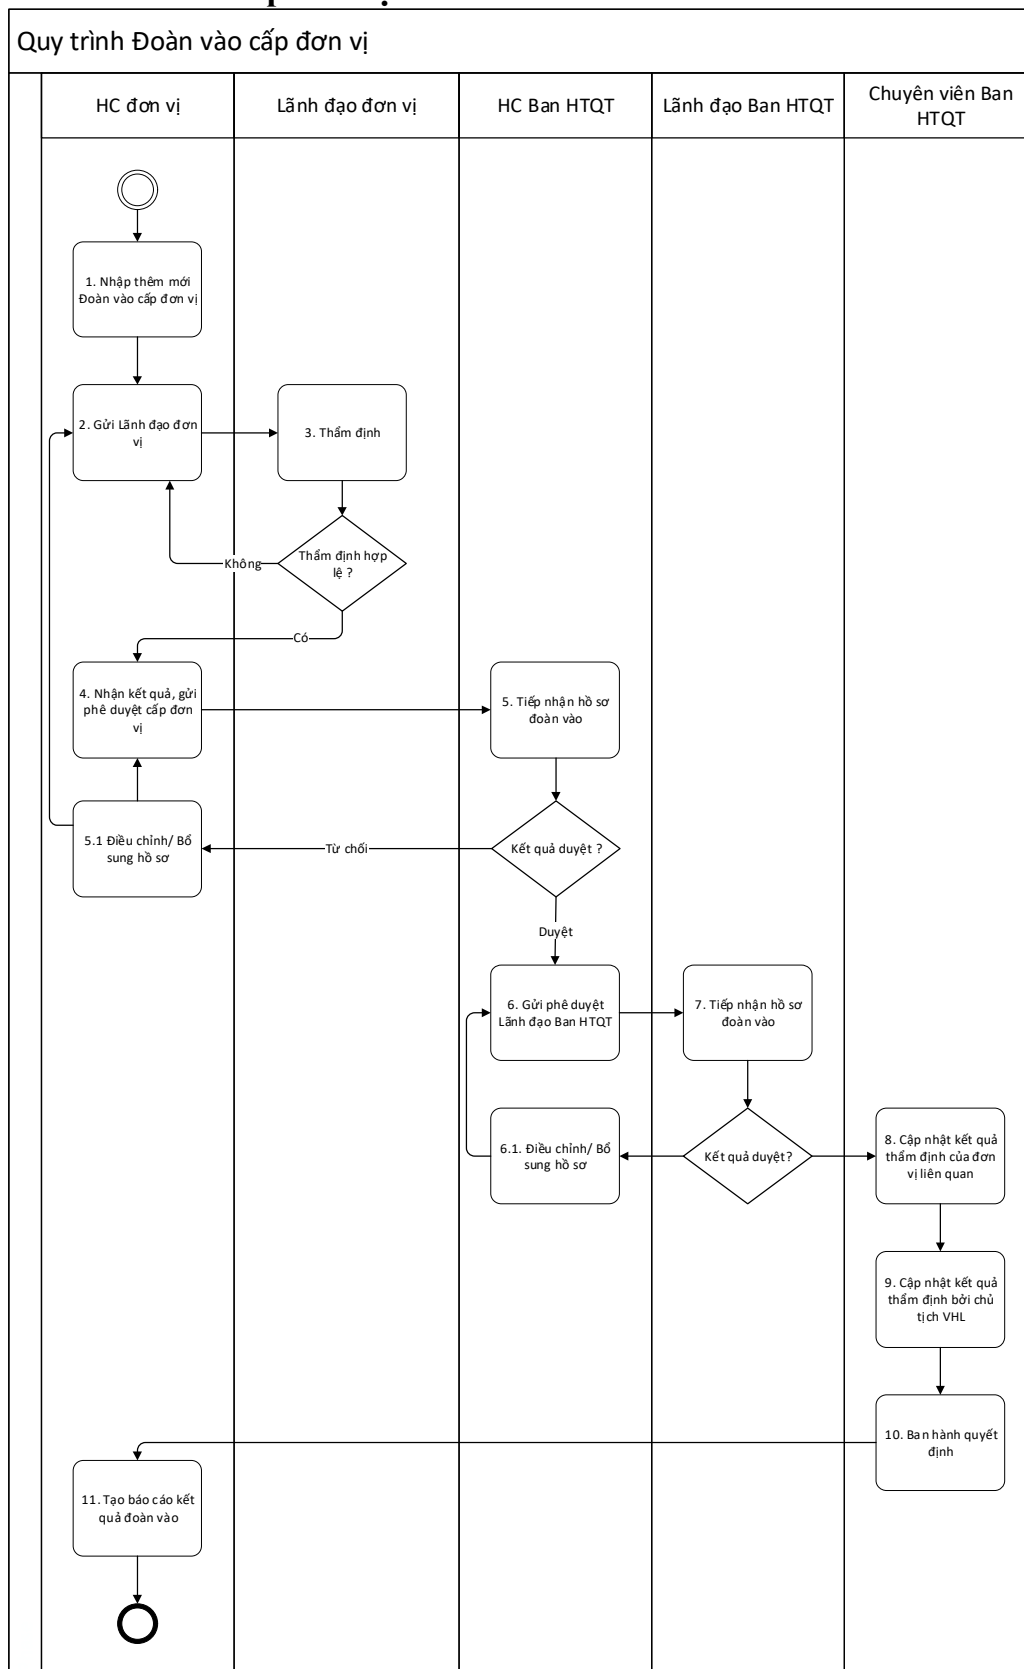 Quy trình Đoàn vào cấp đơn vị
HC đơn vị
Lãnh đạo đơn vị
HC Ban HTQT
Lãnh đạo Ban HTQT
Chuyên viên Ban
HTQT
1. Nhập thêm mới
Đoàn vào cấp đơn vị
2. Gửi Lãnh đạo đơn
vị
3. Thẩm định
Thẩm định hợp
lệ ?
Không
Có
4. Nhận kết quả, gửi
phê duyệt cấp đơn
vị
5. Tiếp nhận hồ sơ
đoàn vào
5.1 Điều chỉnh/ Bổ
sung hồ sơ
Từ chối
Kết quả duyệt ?
Duyệt
6. Gửi phê duyệt
Lãnh đạo Ban HTQT
7. Tiếp nhận hồ sơ
đoàn vào
6.1. Điều chỉnh/ Bổ
sung hồ sơ
Kết quả duyệt?
8. Cập nhật kết quả
thẩm định của đơn
vị liên quan
9. Cập nhật kết quả
thẩm định bởi chủ
tịch VHL
10. Ban hành quyết
định
11. Tạo báo cáo kết
quả đoàn vào